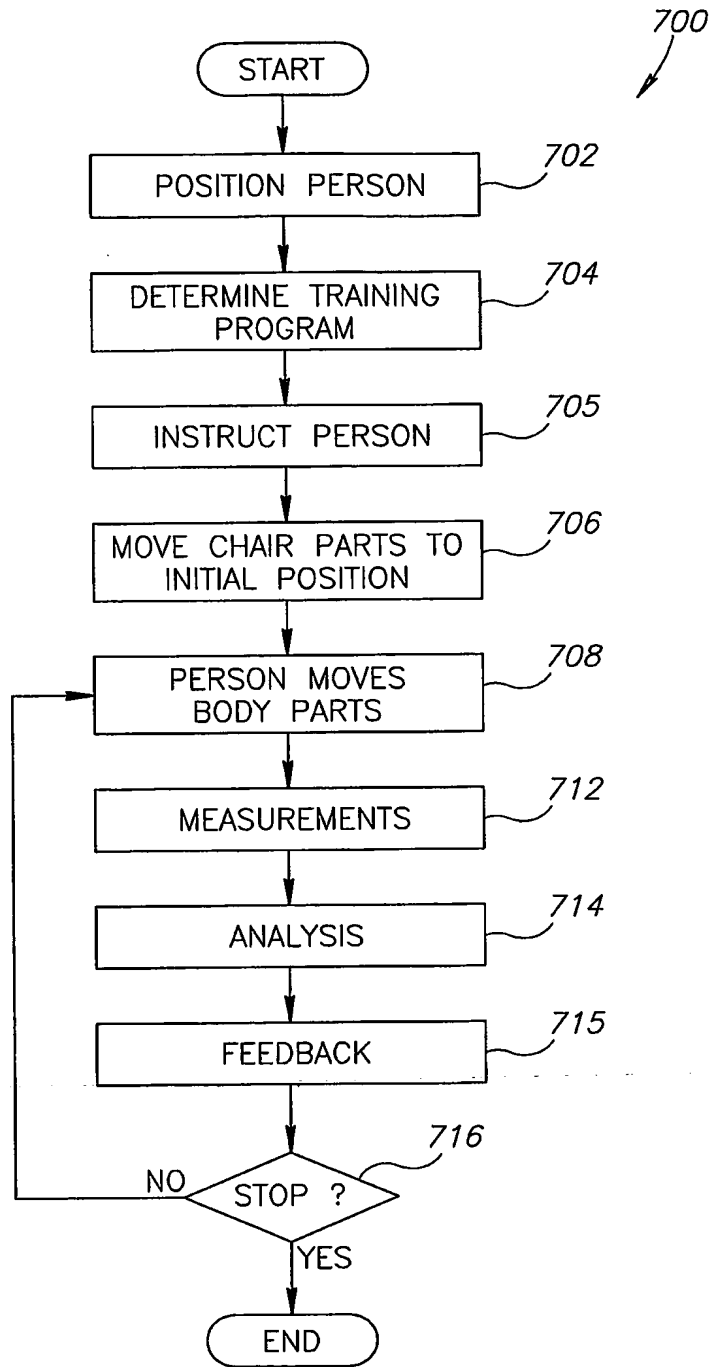 700
START
POSITION PERSON
702
DETERMINE TRAINING
PROGRAM
704
INSTRUCT PERSON
705
MOVE CHAIR PARTS TO
INITIAL POSITION
706
PERSON MOVES
BODY PARTS
708
MEASUREMENTS
712
ANALYSIS
714
FEEDBACK
715
STOP ?
716
NO
YES
END